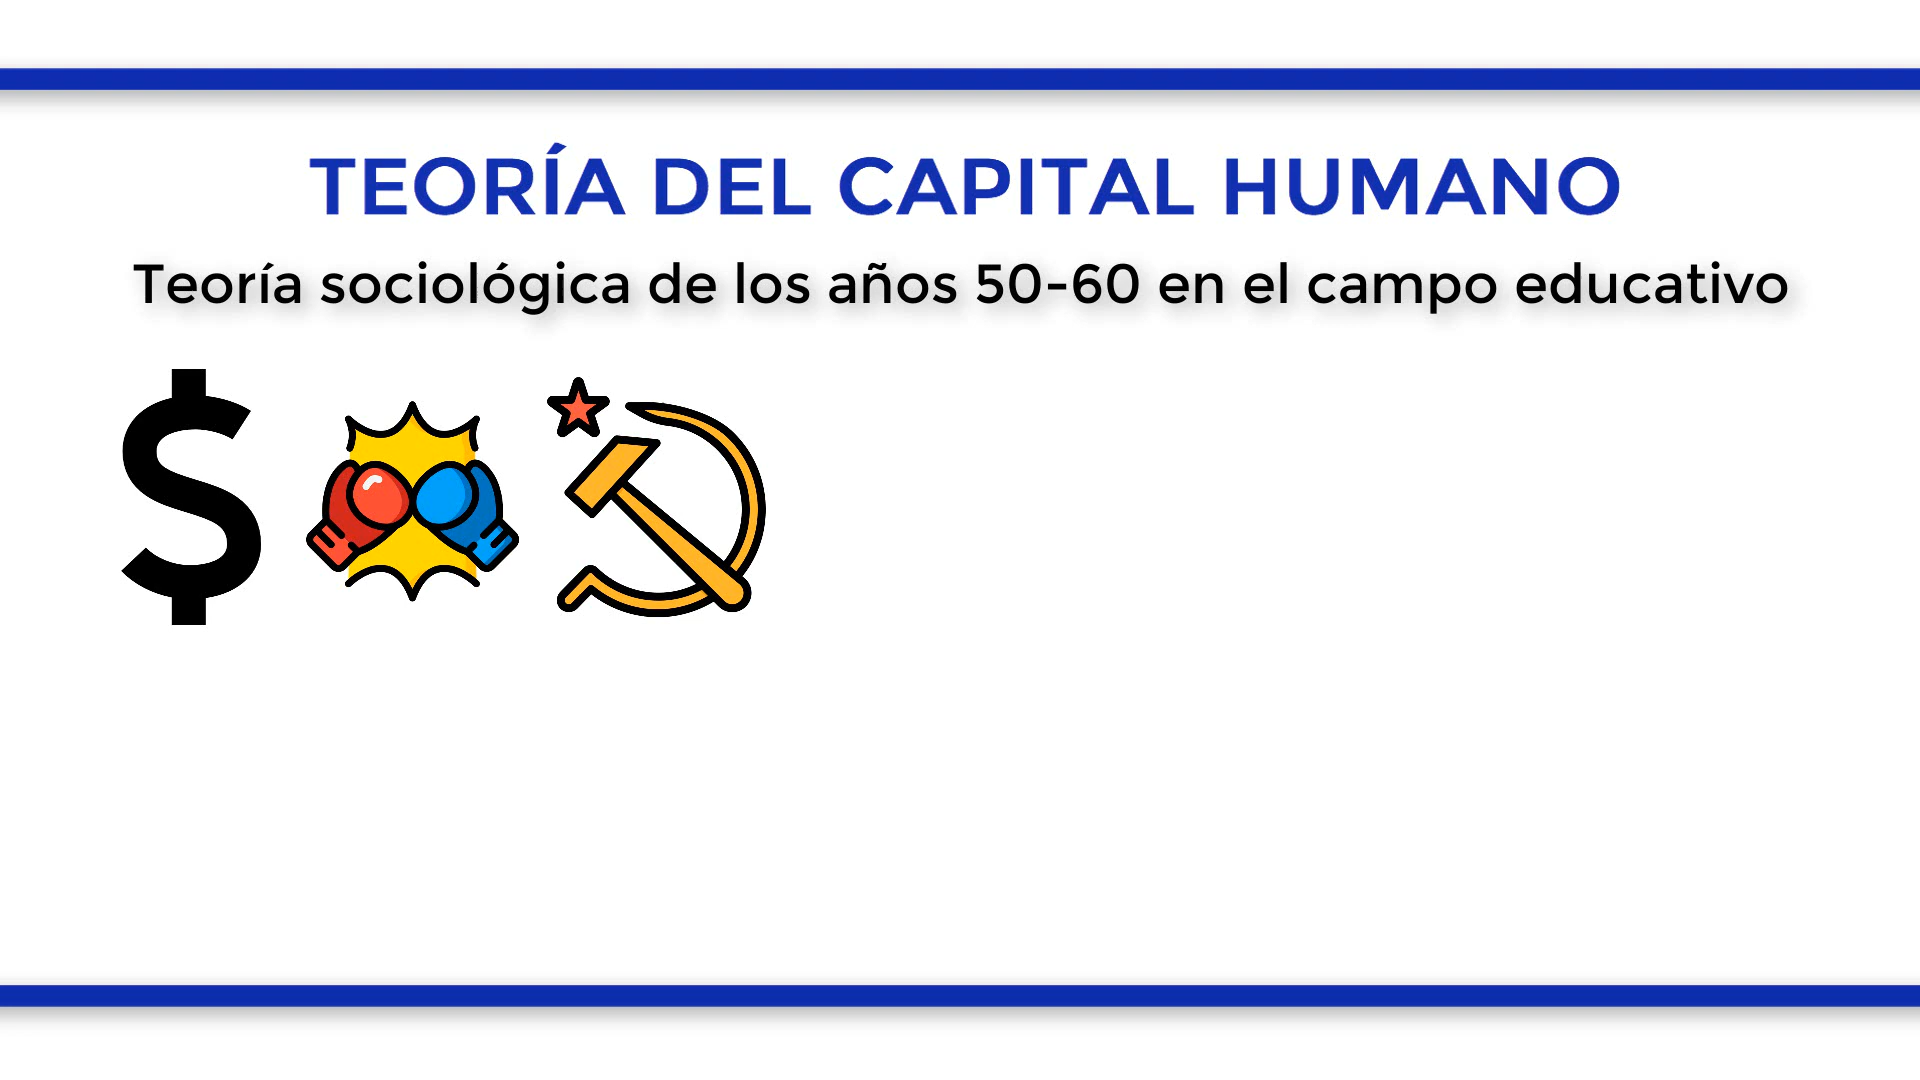 TEORÍA DEL CAPITAL HUMANO
Teoría sociológica de los años 50-60 en el campo educativo
$